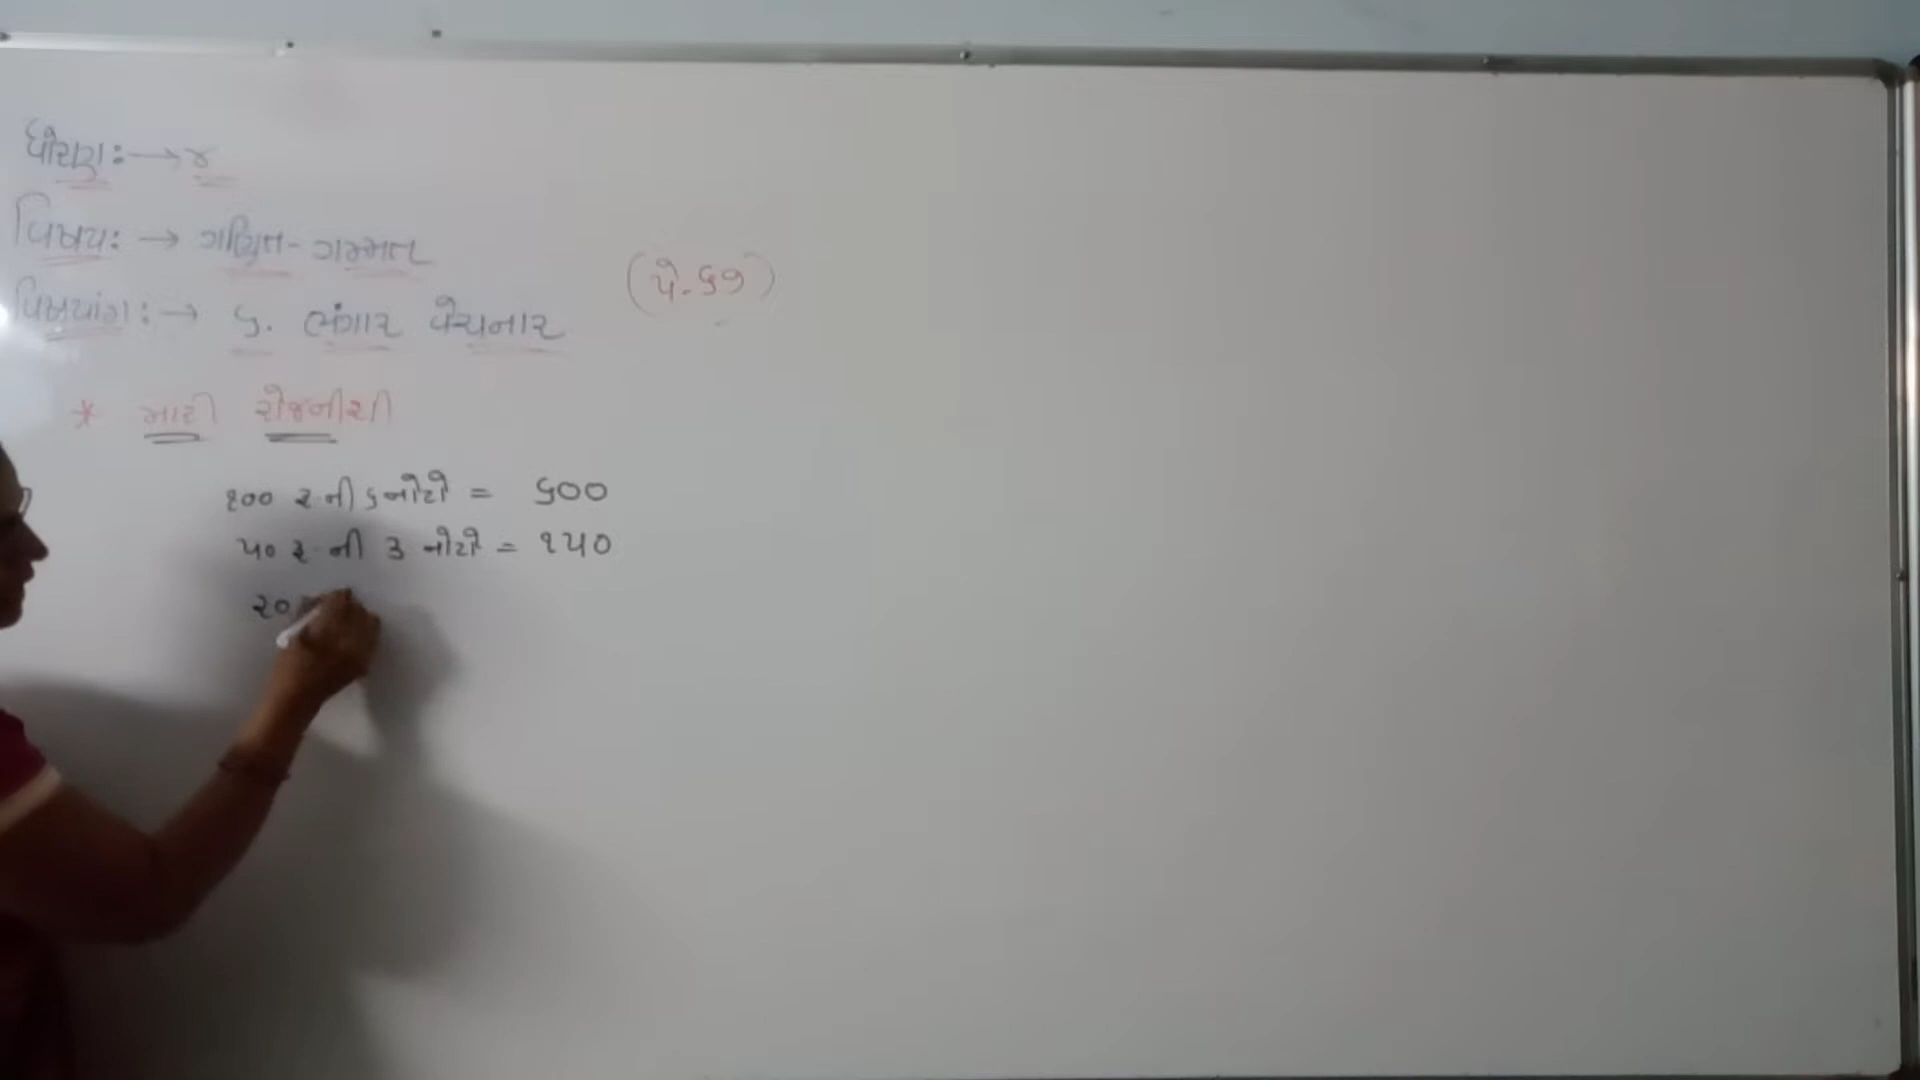 ધોરણ :→ ૪
વિષય: → ગણિત - ગમ્મત
વિષયાંગ :→ ૬. ભંગાર વેચનાર
(પે.૬૭)
* મારી રોજનીશી
૧૦૦ રૂ.ની ૬ નોટો = ૬૦૦
૫૦ રૂ.ની ૩ નોટો = ૧૫૦
૨૦